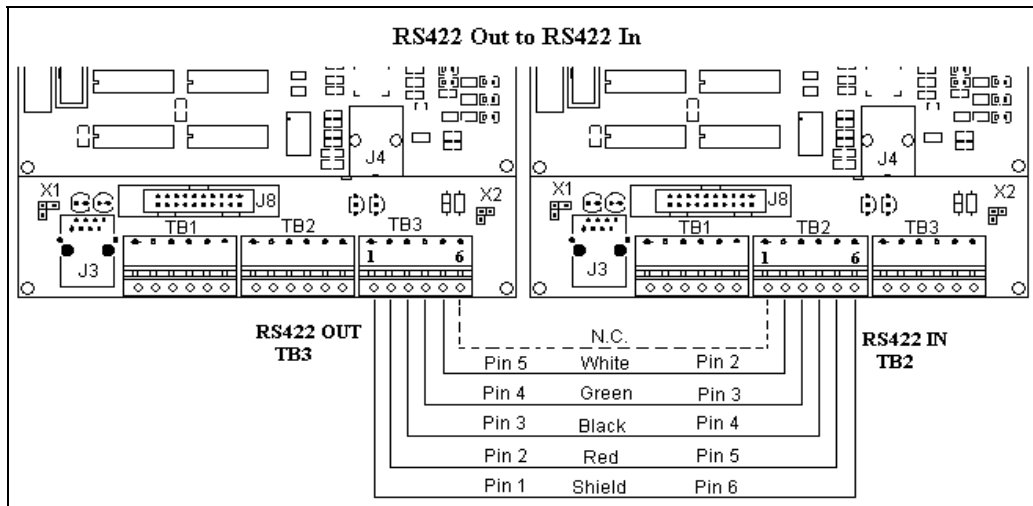 RS422 Out to RS422 In
J4 J4
X1 J8 X2 X1 J8 X2
TB1 TB2 TB3 TB1 TB2 TB3
J3 1 6 J3 1 6
RS422 OUT
TB3
RS422 IN
TB2
N.C.
Pin 5 White Pin 2
Pin 4 Green Pin 3
Pin 3 Black Pin 4
Pin 2 Red Pin 5
Pin 1 Shield Pin 6